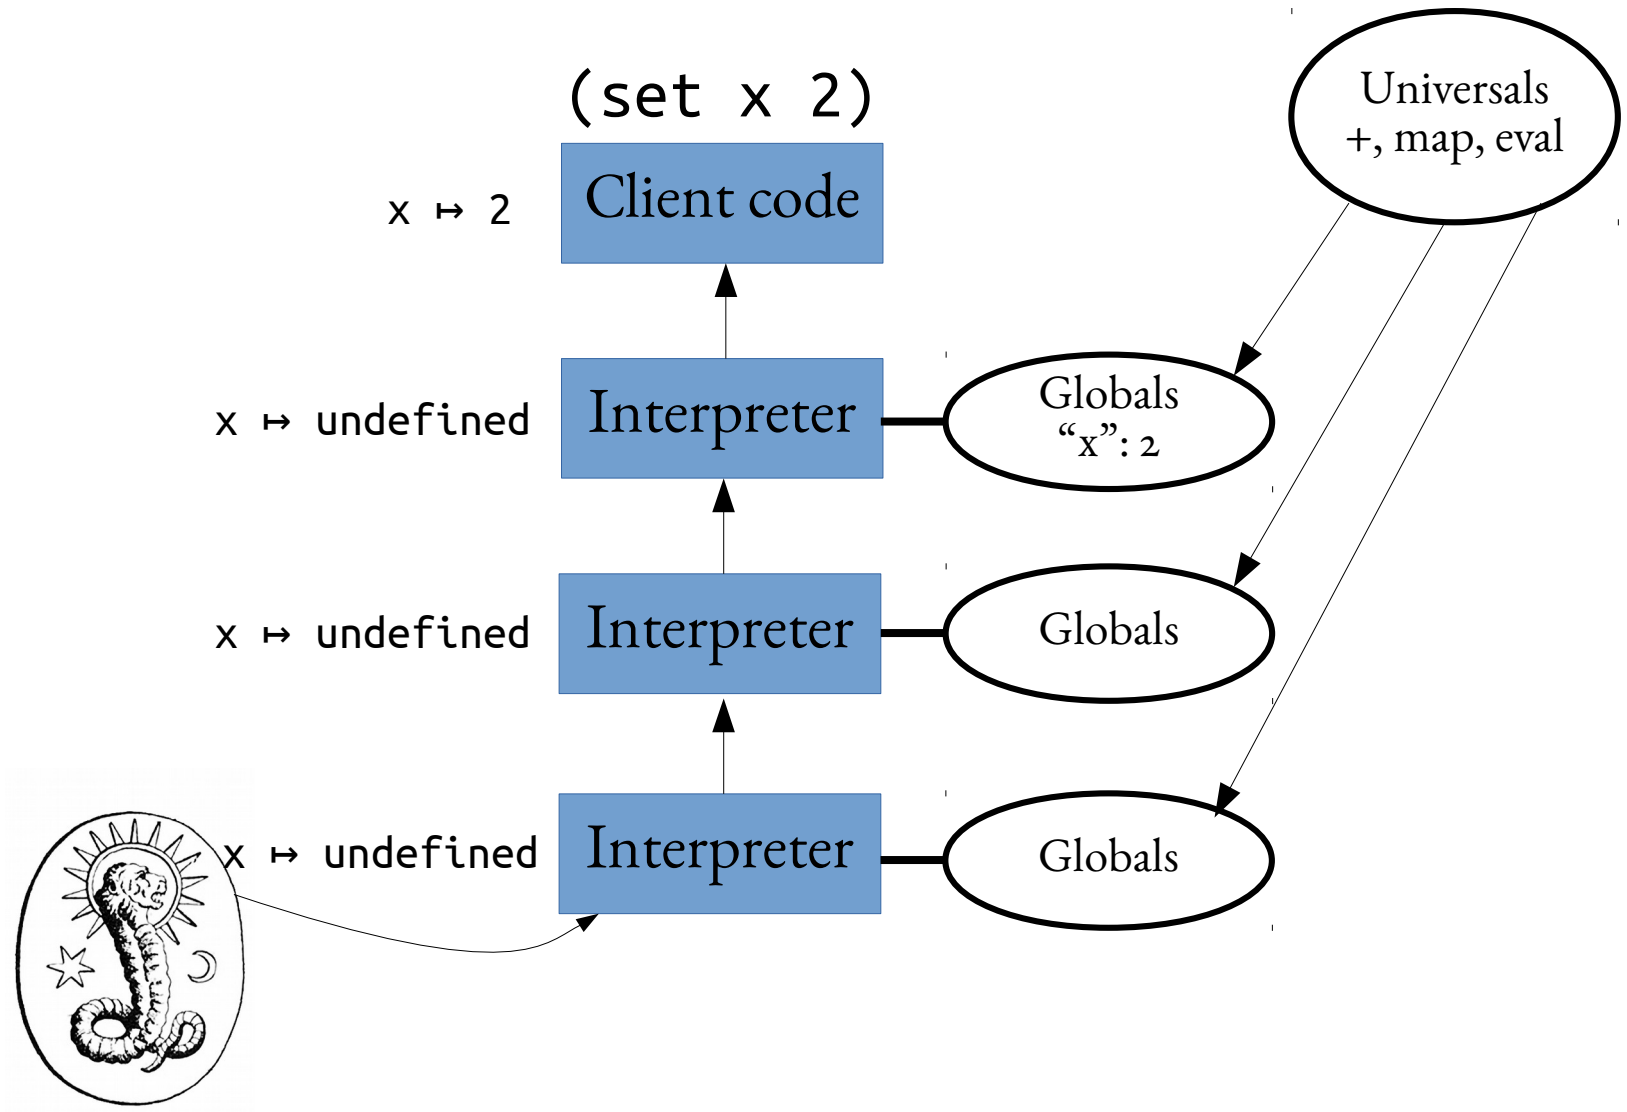 (set x 2)
Universals
+, map, eval
x ↦ 2
Client code
x ↦ undefined
Interpreter
Globals
“x”: 2
x ↦ undefined
Interpreter
Globals
x ↦ undefined
Interpreter
Globals